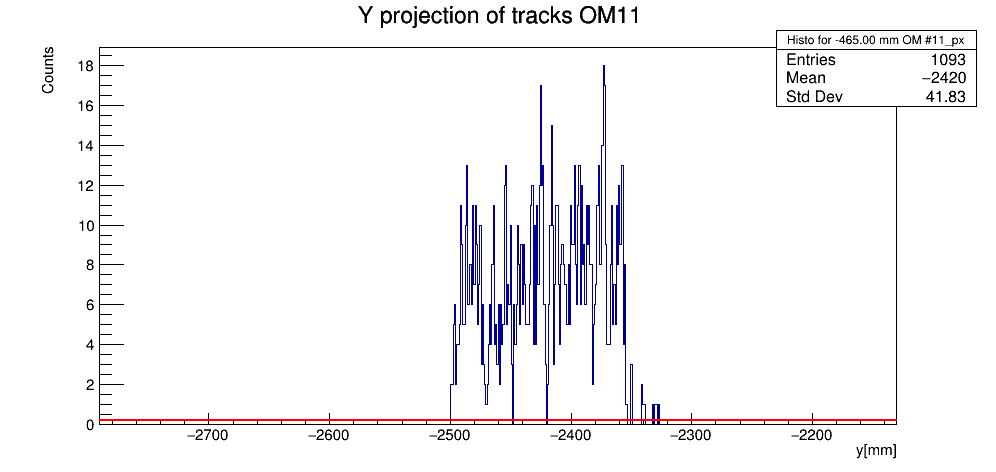 Y projection of tracks OM11
Histo for -465.00 mm OM #11_px
Entries 1093
Mean −2420
Std Dev 41.83
Counts
18
16
14
12
10
8
6
4
2
0
−2700 −2600 −2500 −2400 −2300 −2200
y[mm]